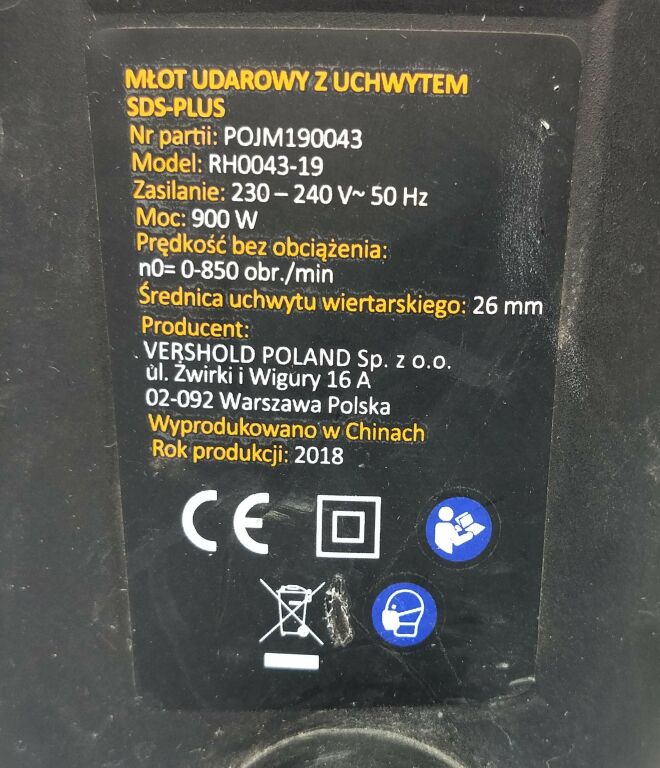 MŁOT UDAROWY Z UCHWYTEM
SDS-PLUS
Nr partii: POJM190043
Model: RH0043-19
Zasilanie: 230 – 240 V~ 50 Hz
Moc: 900 W
Prędkość bez obciążenia:
n0= 0-850 obr./min
Średnica uchwytu wiertarskiego: 26 mm
Producent:
VERSHOLD POLAND Sp. z o.o.
ul. Żwirki i Wigury 16 A
02-092 Warszawa Polska
Wyprodukowano w Chinach
Rok produkcji: 2018
CE